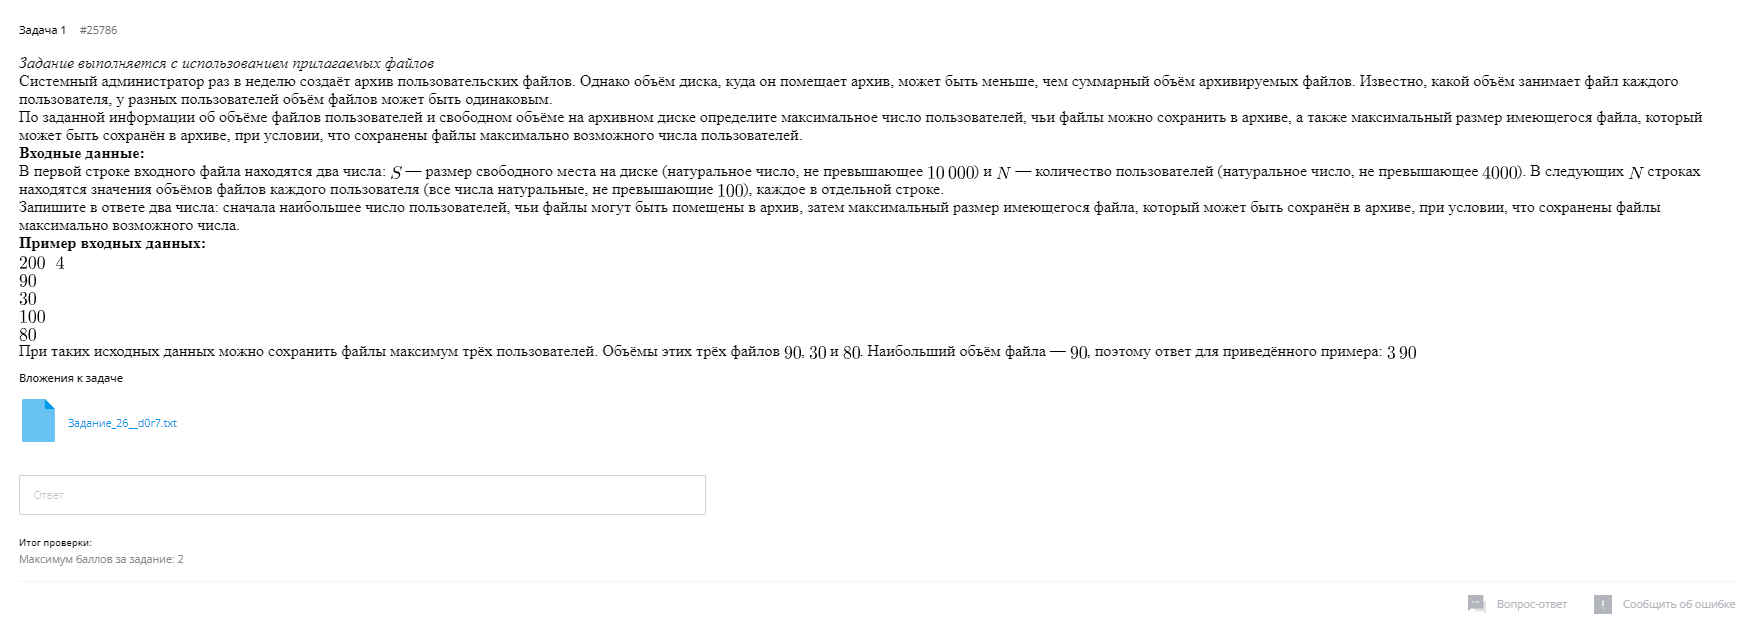 Задача 1 #25786
Задание выполняется с использованием прилагаемых файлов
Системный администратор раз в неделю создаёт архив пользовательских файлов. Однако объём диска, куда он помещает архив, может быть меньше, чем суммарный объём архивируемых файлов. Известно, какой объём занимает файл каждого
пользователя, у разных пользователей объём файлов может быть одинаковым.
По заданной информации об объёме файлов пользователей и свободном объёме на архивном диске определите максимальное число пользователей, чьи файлы можно сохранить в архиве, а также максимальный размер имеющегося файла, который
может быть сохранён в архиве, при условии, что сохранены файлы максимально возможного числа пользователей.
Входные данные:
В первой строке входного файла находятся два числа: S — размер свободного места на диске (натуральное число, не превышающее 10 000) и N — количество пользователей (натуральное число, не превышающее 4000). В следующих N строках
находятся значения объёмов файлов каждого пользователя (все числа натуральные, не превышающие 100), каждое в отдельной строке.
Запишите в ответе два числа: сначала наибольшее число пользователей, чьи файлы могут быть помещены в архив, затем максимальный размер имеющегося файла, который может быть сохранён в архиве, при условии, что сохранены файлы
максимально возможного числа.
Пример входных данных:
200 4
90
30
100
80
При таких исходных данных можно сохранить файлы максимум трёх пользователей. Объёмы этих трёх файлов 90, 30 и 80. Наибольший объём файла — 90, поэтому ответ для приведённого примера: 3 90
Вложения к задаче
Задание_26__d0r7.txt
Ответ
Итог проверки:
Максимум баллов за задание: 2
Вопрос-ответ
Сообщить об ошибке